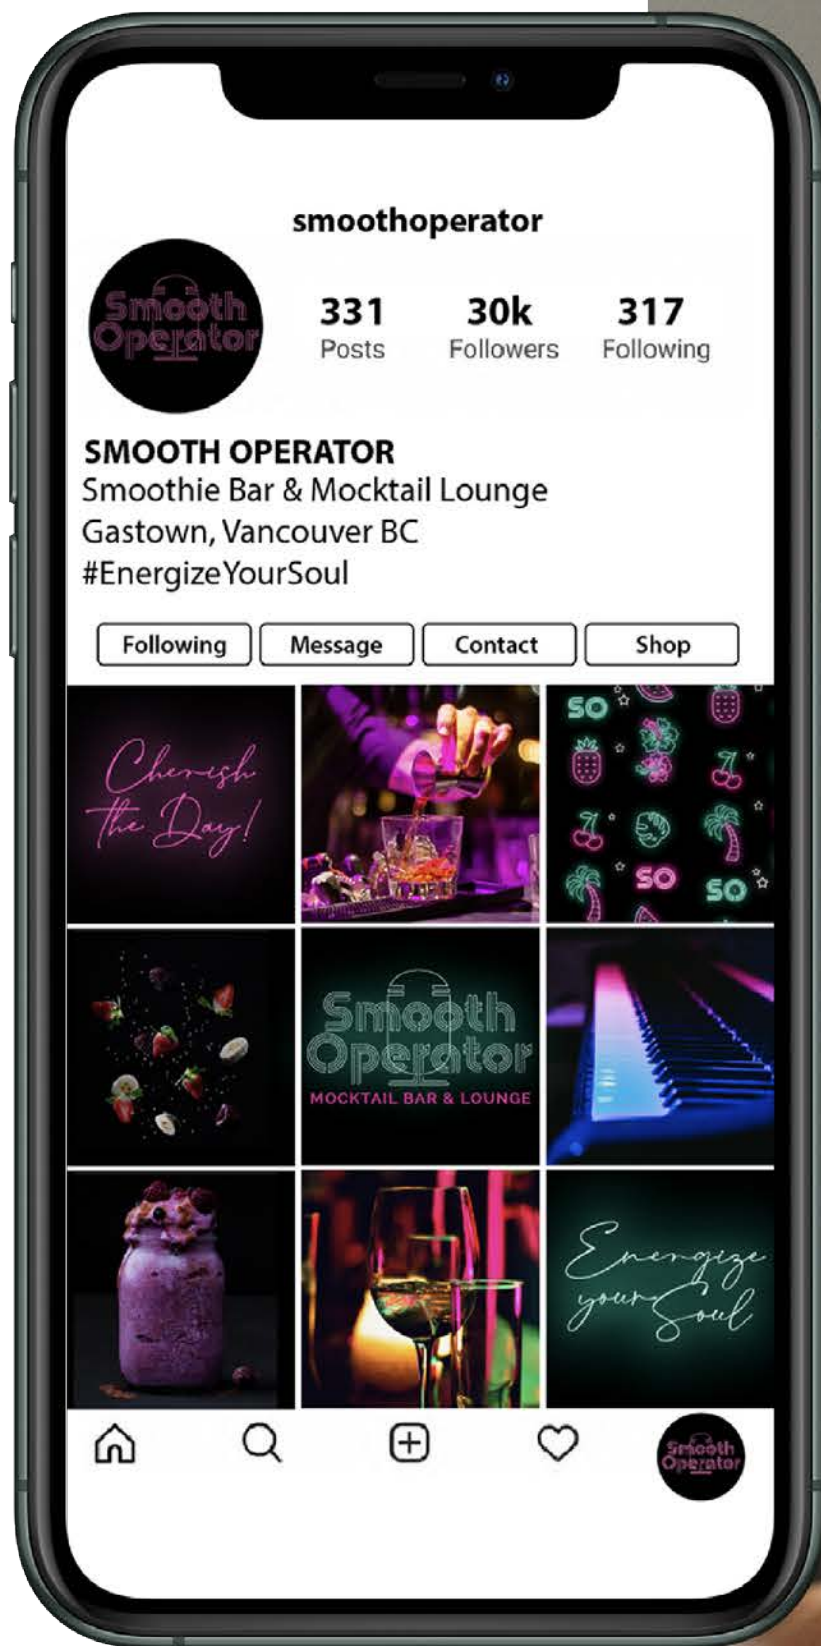 smoothoperator
Smooth
Operator
331
30k
317
Posts
Followers
Following
SMOOTH OPERATOR
Smoothie Bar & Mocktail Lounge
Gastown, Vancouver BC
#EnergizeYourSoul
Following
Message
Contact
Shop
Cherish
the Day!
SO
SO
SO
Smooth
Operator
MOCKTAIL BAR & LOUNGE
Energize
your Soul
Smooth
Operator